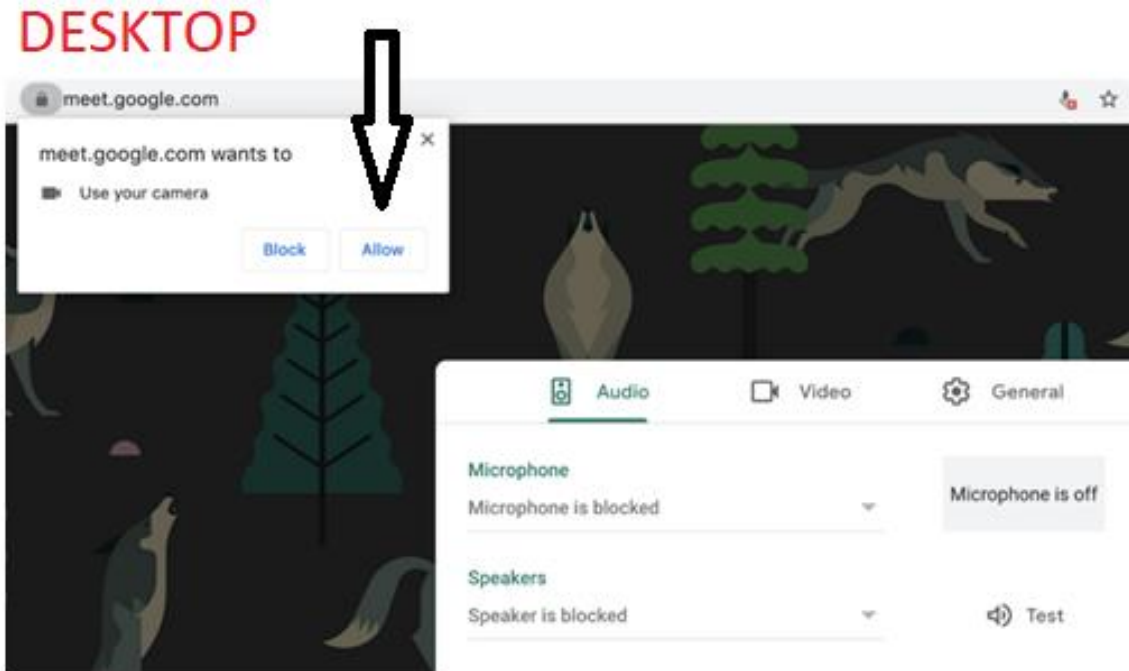 DESKTOP
meet.google.com
meet.google.com wants to
Use your camera
Block Allow
Audio Video General
Microphone
Microphone is blocked
Microphone is off
Speakers
Speaker is blocked
Test